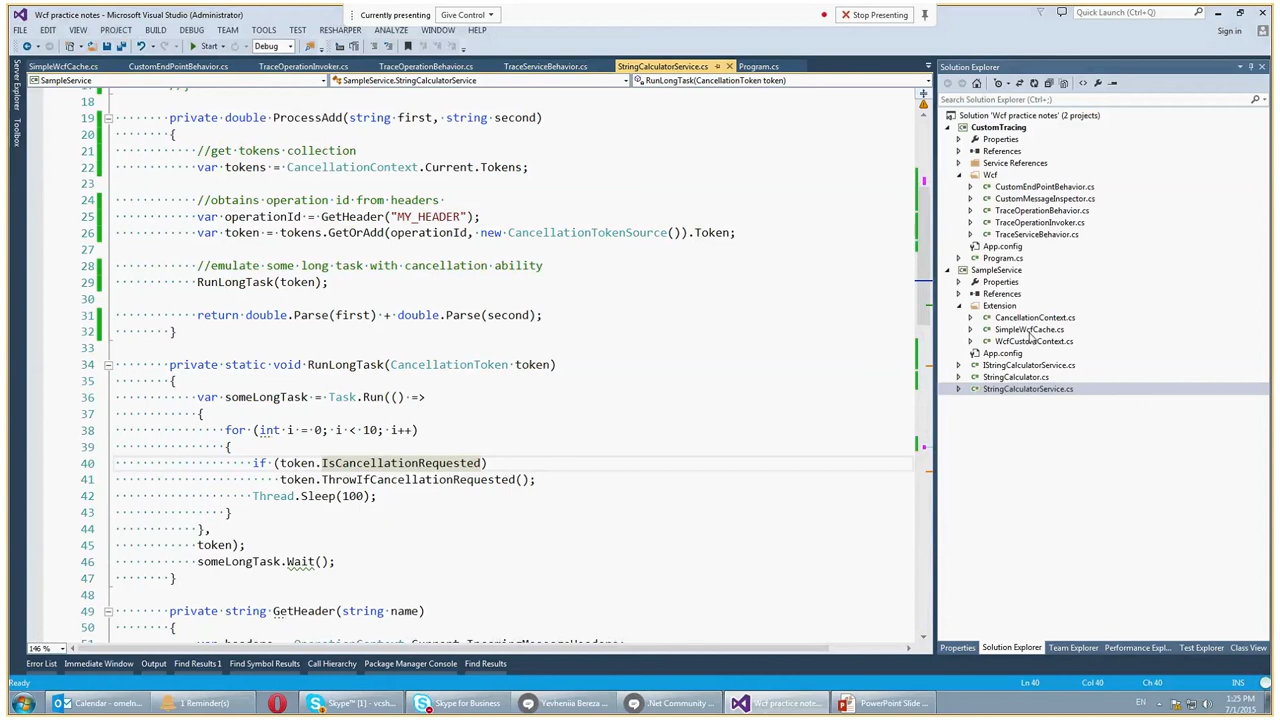 Wcf practice notes - Microsoft Visual Studio (Administrator)
Currently presenting
Give Control
Stop Presenting
Quick Launch (Ctrl+;)
FILE EDIT VIEW PROJECT BUILD DEBUG TEAM TOOLS TEST RESHARPER ANALYZE WINDOW HELP
Sign in
Start
Debug
SimpleWcfCache.cs CustomEndPointBehavior.cs TraceOperationInvoker.cs TraceOperationBehavior.cs TraceServiceBehavior.cs StringCalculatorService.cs Program.cs
SampleService
SampleService.StringCalculatorService
RunLongTask(CancellationToken token)
Server Explorer
Toolbox
18
19 private double ProcessAdd(string first, string second)
20 {
21 //get tokens collection
22 var tokens = CancellationContext.Current.Tokens;
23
24 //obtains operation id from headers
25 var operationId = GetHeader("MY_HEADER");
26 var token = tokens.GetOrAdd(operationId, new CancellationTokenSource()).Token;
27
28 //emulate some long task with cancellation ability
29 RunLongTask(token);
30
31 return double.Parse(first) + double.Parse(second);
32 }
33
34 private static void RunLongTask(CancellationToken token)
35 {
36 var someLongTask = Task.Run(() =>
37 {
38 for (int i = 0; i < 10; i++)
39 {
40 if (token.IsCancellationRequested)
41 token.ThrowIfCancellationRequested();
42 Thread.Sleep(100);
43 }
44 },
45 token);
46 someLongTask.Wait();
47 }
48
49 private string GetHeader(string name)
50 {
146 %
Solution Explorer
Search Solution Explorer (Ctrl+;)
Solution 'Wcf practice notes' (2 projects)
CustomTracing
Properties
References
Service References
Wcf
CustomEndPointBehavior.cs
CustomMessageInspector.cs
TraceOperationBehavior.cs
TraceOperationInvoker.cs
TraceServiceBehavior.cs
App.config
Program.cs
SampleService
Properties
References
Extension
CancellationContext.cs
SimpleWcfCache.cs
WcfCustomContext.cs
App.config
IStringCalculatorService.cs
StringCalculator.cs
StringCalculatorService.cs
Properties Solution Explorer Team Explorer Performance Expl... Test Explorer Class View
Error List Immediate Window Output Find Results 1 Find Symbol Results Call Hierarchy Package Manager Console Find Results
Ready
Ln 40 Col 40 Ch 40 INS
Calendar - omeln...
1 Reminder(s)
Skype™ [1] - vcsh...
Skype for Business
Yevheniia Bereza ...
.Net Community ...
Wcf practice note...
PowerPoint Slide ...
EN
1:25 PM
7/1/2015